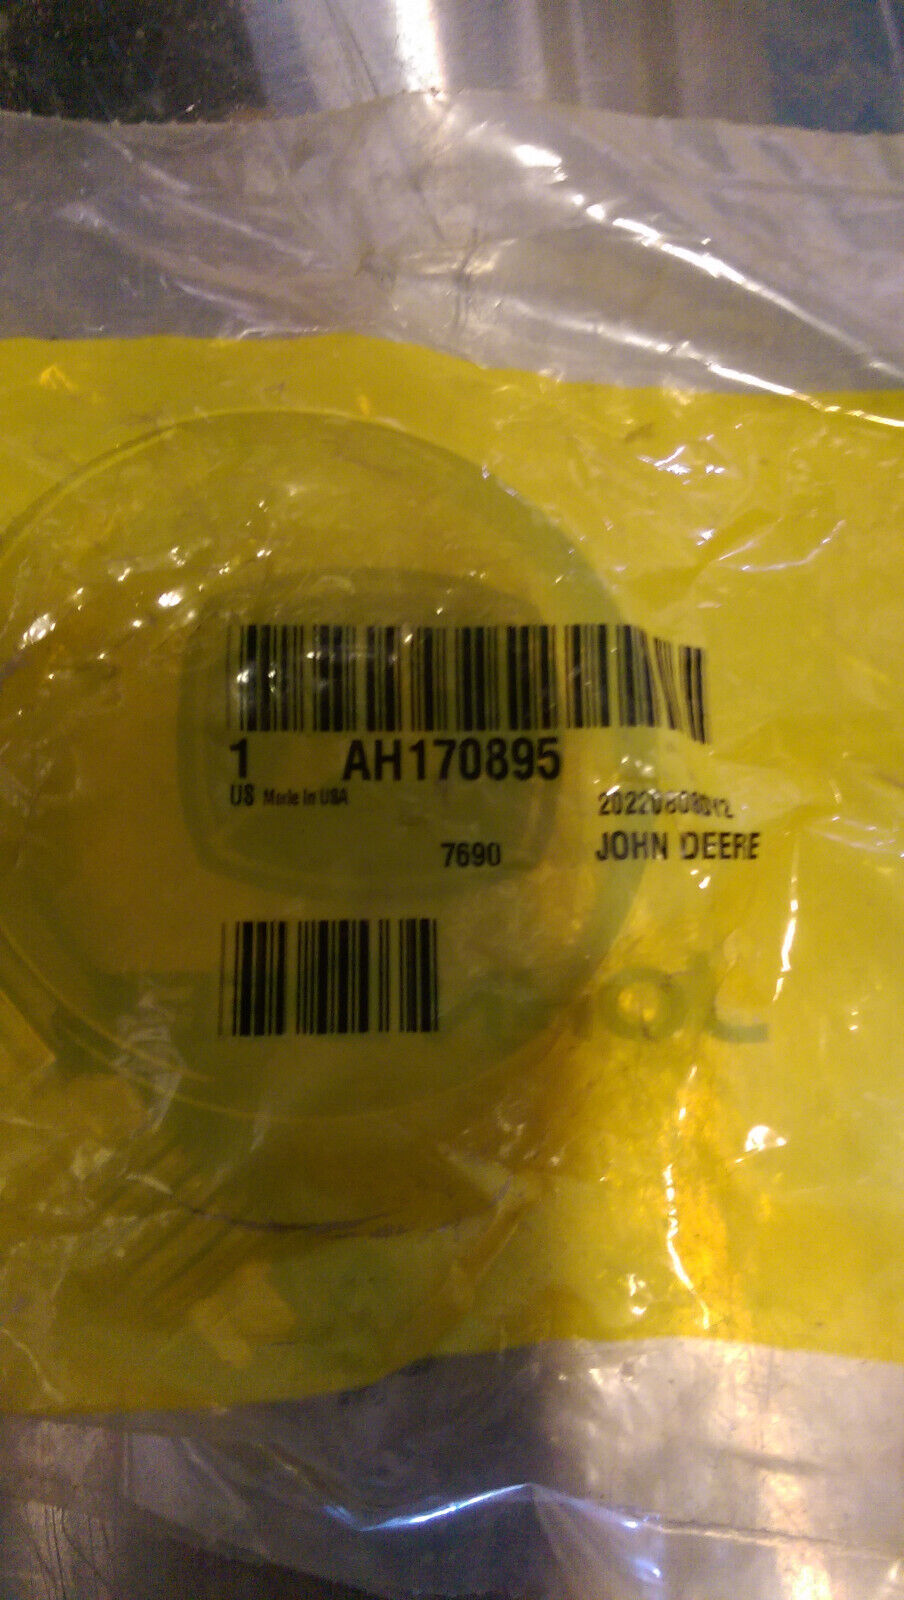 1 AH170895
US Made In USA
7690 JOHN DEERE